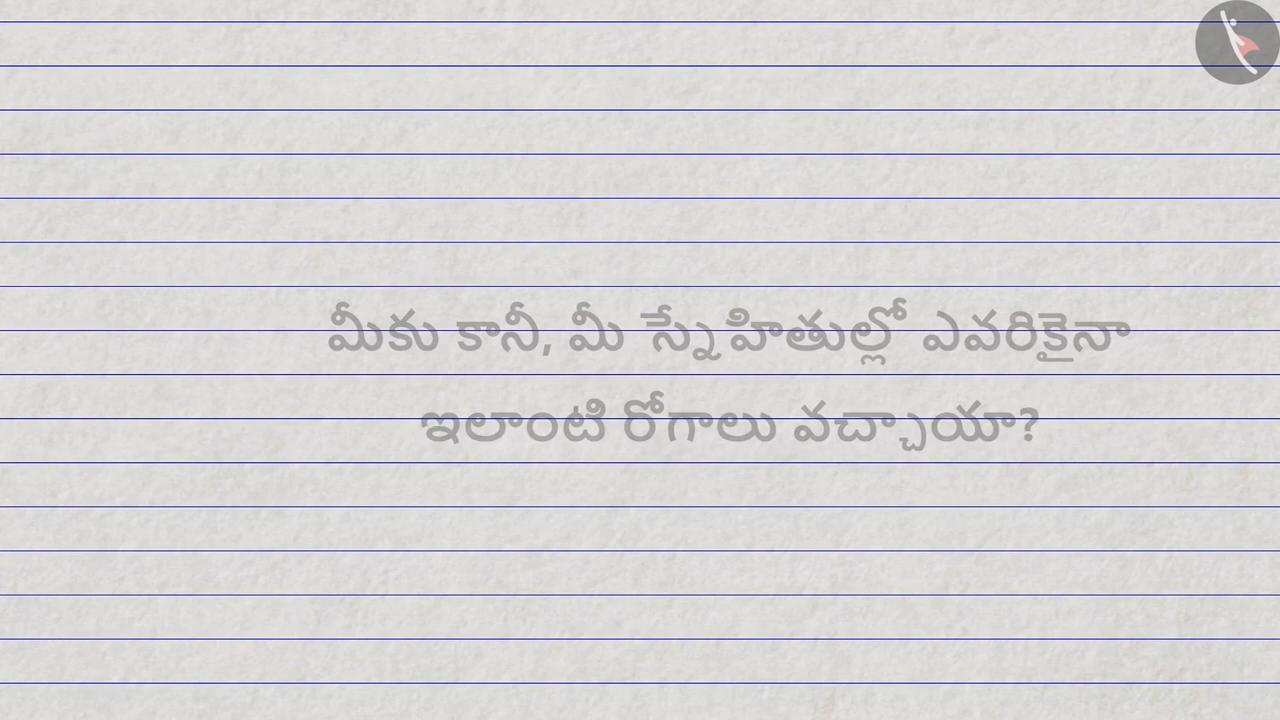 మీకు కానీ, మీ స్నేహితుల్లో ఎవరికైనా
ఇలాంటి రోగాలు వచ్చాయా?